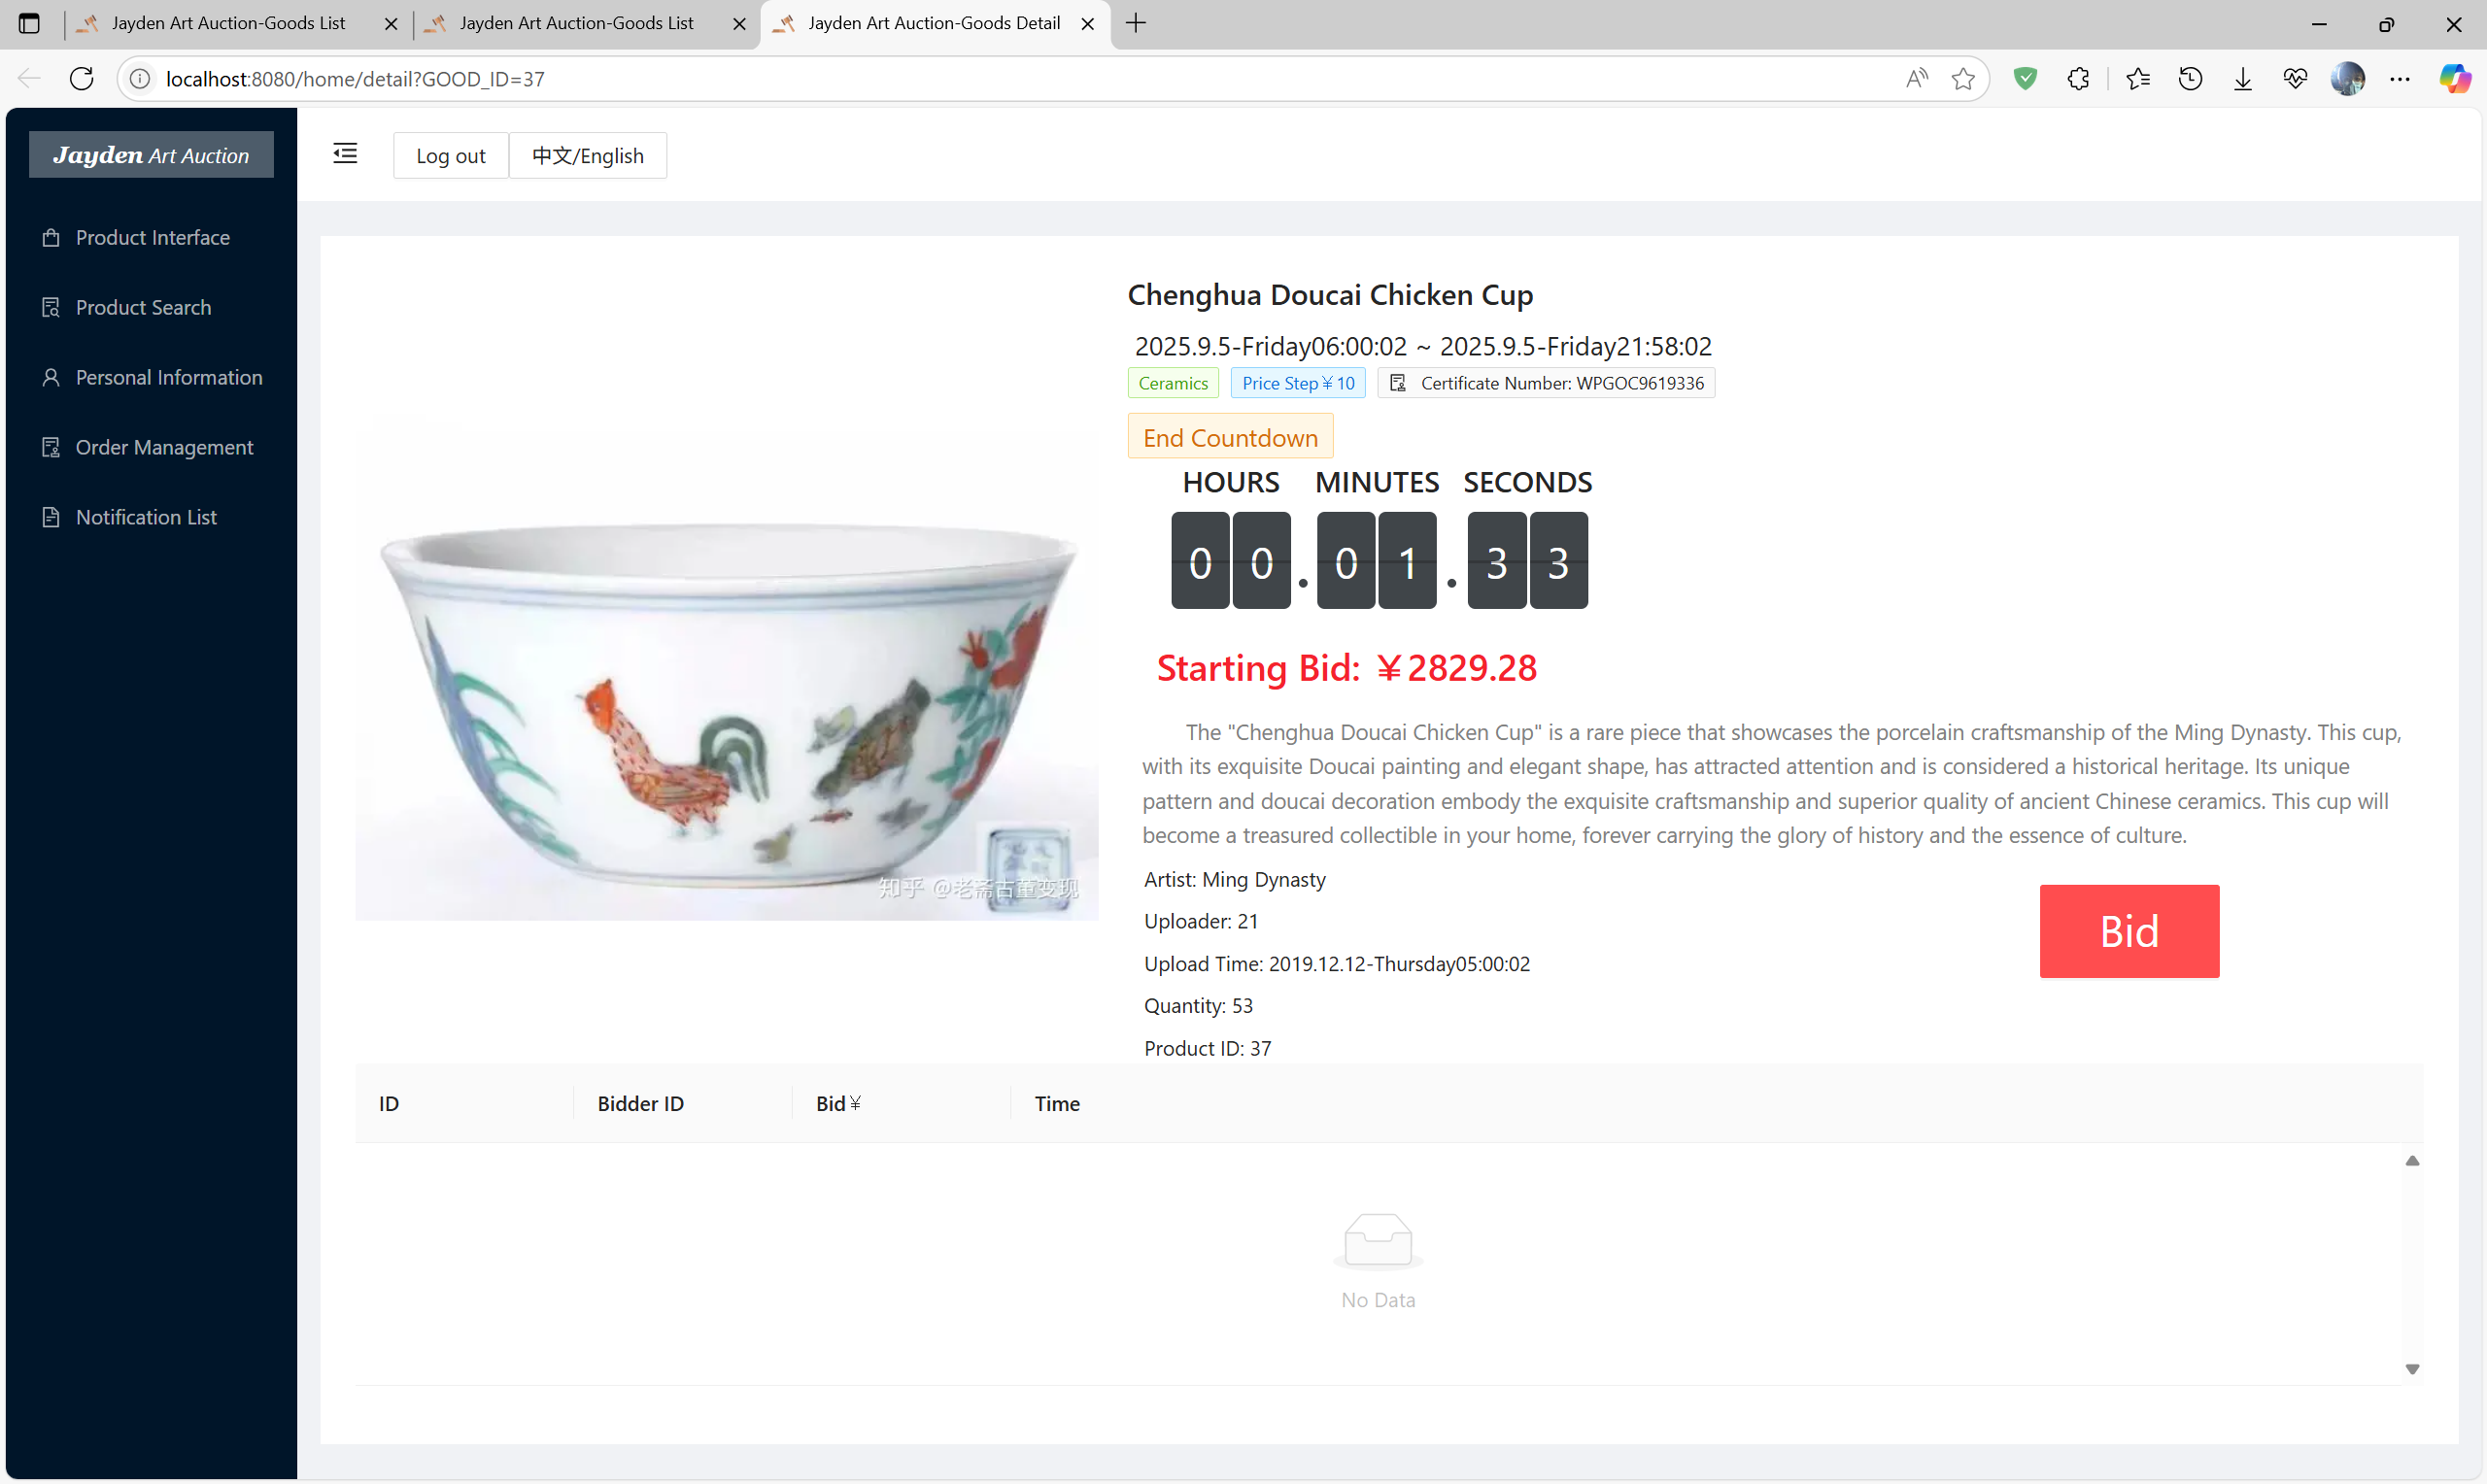 Jayden Art Auction-Goods List
Jayden Art Auction-Goods List
Jayden Art Auction-Goods Detail
localhost:8080/home/detail?GOOD_ID=37
Jayden Art Auction
Log out
中文/English
Product Interface
Product Search
Personal Information
Order Management
Notification List
Chenghua Doucai Chicken Cup
2025.9.5-Friday06:00:02 ~ 2025.9.5-Friday21:58:02
Ceramics
Price Step¥10
Certificate Number: WPGOC9619336
End Countdown
HOURS MINUTES SECONDS
00.01.33
Starting Bid: ¥2829.28
The "Chenghua Doucai Chicken Cup" is a rare piece that showcases the porcelain craftsmanship of the Ming Dynasty. This cup,
with its exquisite Doucai painting and elegant shape, has attracted attention and is considered a historical heritage. Its unique
pattern and doucai decoration embody the exquisite craftsmanship and superior quality of ancient Chinese ceramics. This cup will
become a treasured collectible in your home, forever carrying the glory of history and the essence of culture.
知乎 @老斋古董变现
Artist: Ming Dynasty
Uploader: 21
Upload Time: 2019.12.12-Thursday05:00:02
Quantity: 53
Product ID: 37
Bid
ID Bidder ID Bid¥ Time
No Data